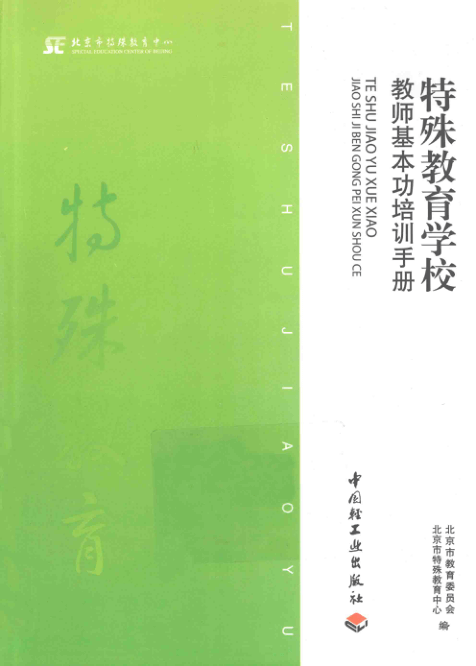 北京市特殊教育中心
SPECIAL EDUCATION CENTER OF BEIJING
特殊教育
TESHUJIAOYU
特殊教育学校
教师基本功培训手册
TE SHU JIAO YU XUE XIAO
JIAO SHI JI BEN GONG PEI XUN SHOU CE
北京市教育委员会
北京市特殊教育中心
编
中国轻工业出版社